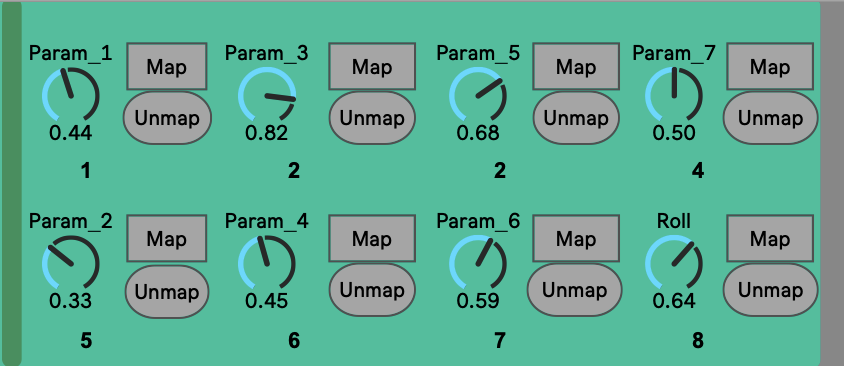 Param_1 Map Param_3 Map Param_5 Map Param_7 Map
Unmap Unmap Unmap Unmap
0.44 0.82 0.68 0.50
1 2 2 4
Param_2 Map Param_4 Map Param_6 Map Roll Map
Unmap Unmap Unmap Unmap
0.33 0.45 0.59 0.64
5 6 7 8